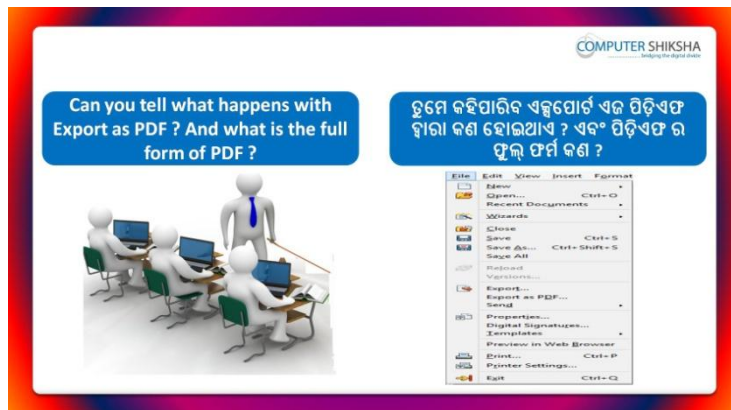 COMPUTER SHIKSHA
... bridging the digital divide
Can you tell what happens with
Export as PDF ? And what is the full
form of PDF ?
ତୁମେ କହିପାରିବ ଏକ୍ସପୋର୍ଟ ଏଜ ପିଡ଼ିଏଫ
ଦ୍ଵାରା କଣ ହୋଇଥାଏ ? ଏବଂ ପିଡ଼ିଏଫ ର
ଫୁଲ୍ ଫର୍ମ କଣ ?
File Edit View Insert Format
New
Open... Ctrl+O
Recent Documents
Wizards
Close
Save Ctrl+S
Save As... Ctrl+Shift+S
Save All
Reload
Versions...
Export...
Export as PDF...
Send
Properties...
Digital Signatures...
Templates
Preview in Web Browser
Print... Ctrl+P
Printer Settings...
Exit Ctrl+Q